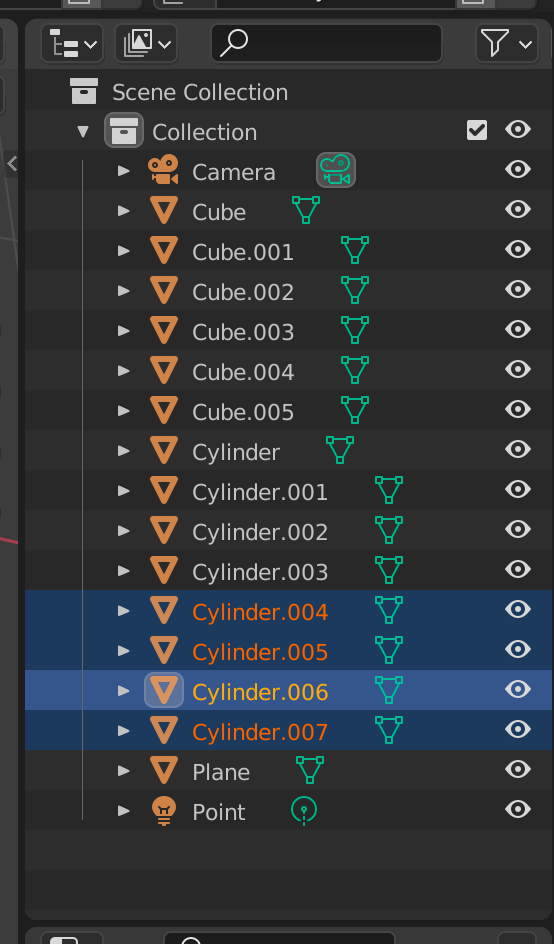 Scene Collection
Collection
Camera
Cube
Cube.001
Cube.002
Cube.003
Cube.004
Cube.005
Cylinder
Cylinder.001
Cylinder.002
Cylinder.003
Cylinder.004
Cylinder.005
Cylinder.006
Cylinder.007
Plane
Point